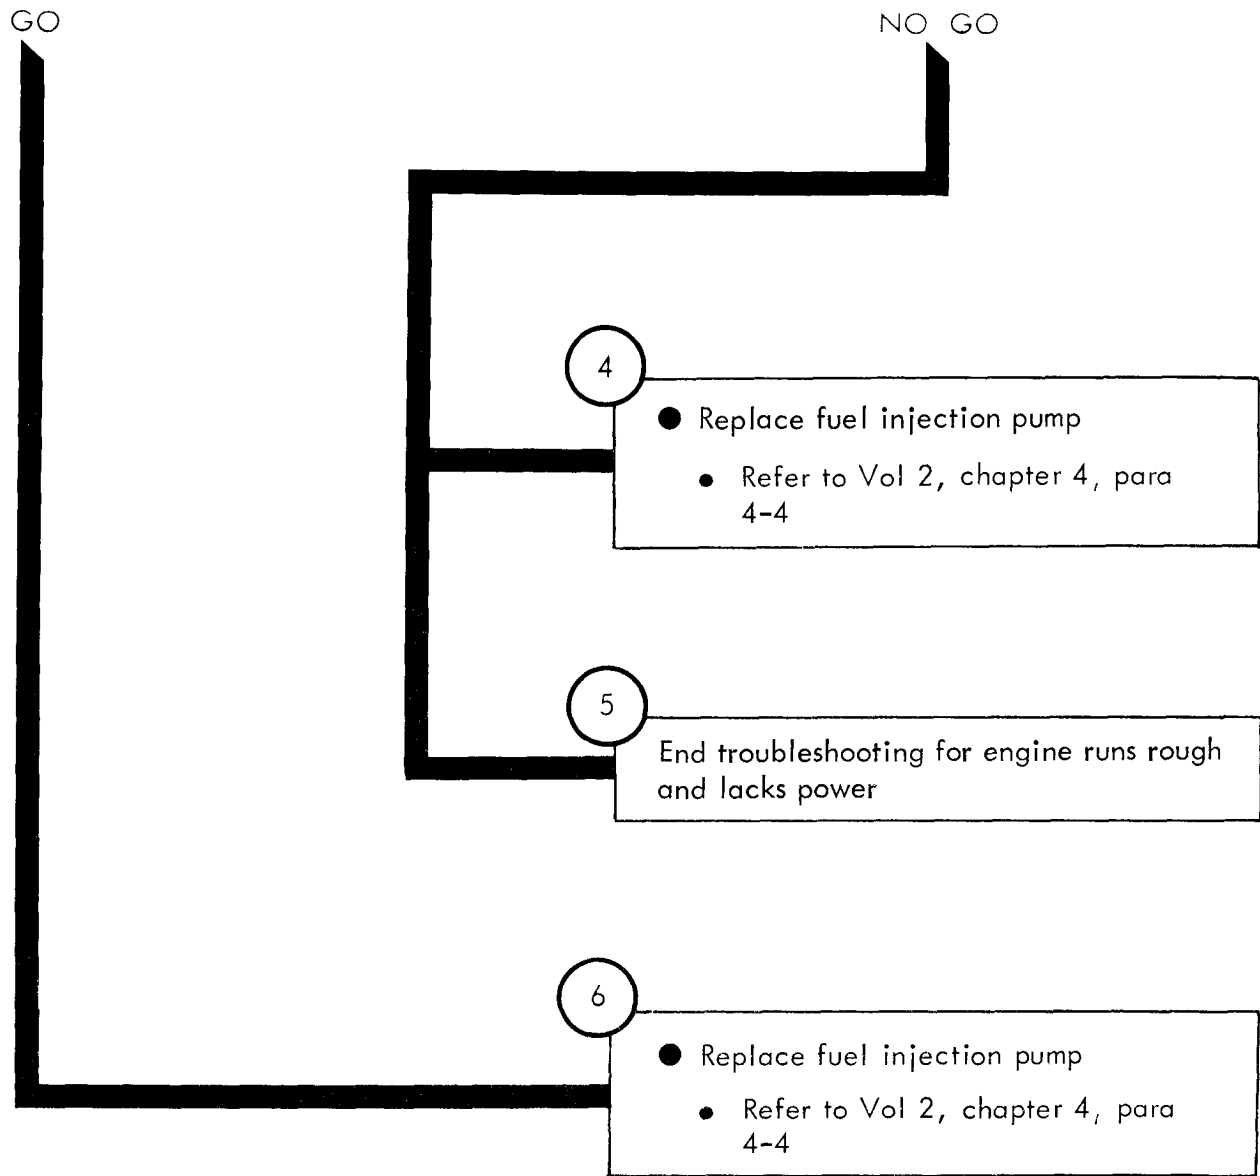 GO
NO GO
4
● Replace fuel injection pump
● Refer to Vol 2, chapter 4, para
4-4
5
End troubleshooting for engine runs rough
and lacks power
6
● Replace fuel injection pump
● Refer to Vol 2, chapter 4, para
4-4